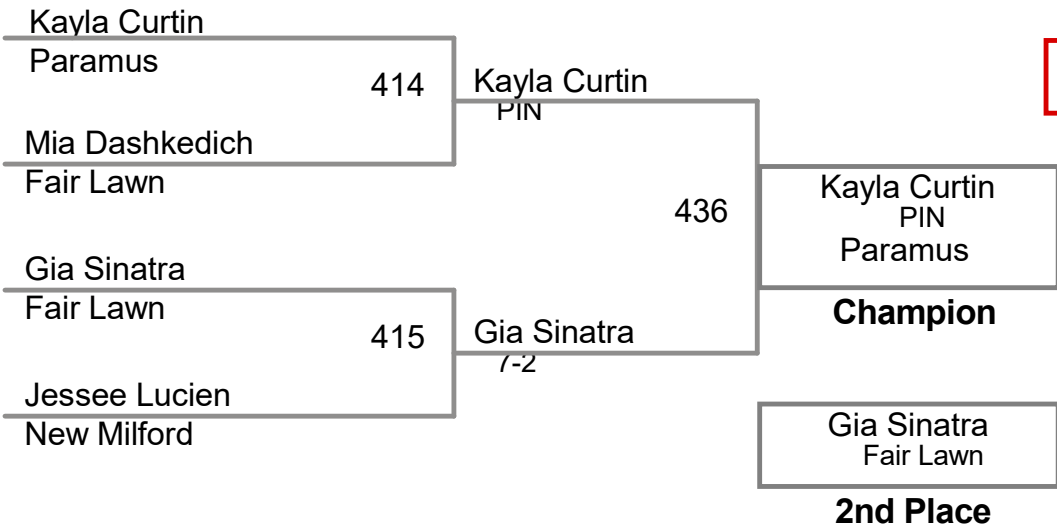 Kayla Curtin
Paramus
414
Kayla Curtin
PIN
Mia Dashkedich
Fair Lawn
436
Kayla Curtin
PIN
Paramus
Champion
Gia Sinatra
Fair Lawn
415
Gia Sinatra
7-2
Jessee Lucien
New Milford
Gia Sinatra
Fair Lawn
2nd Place